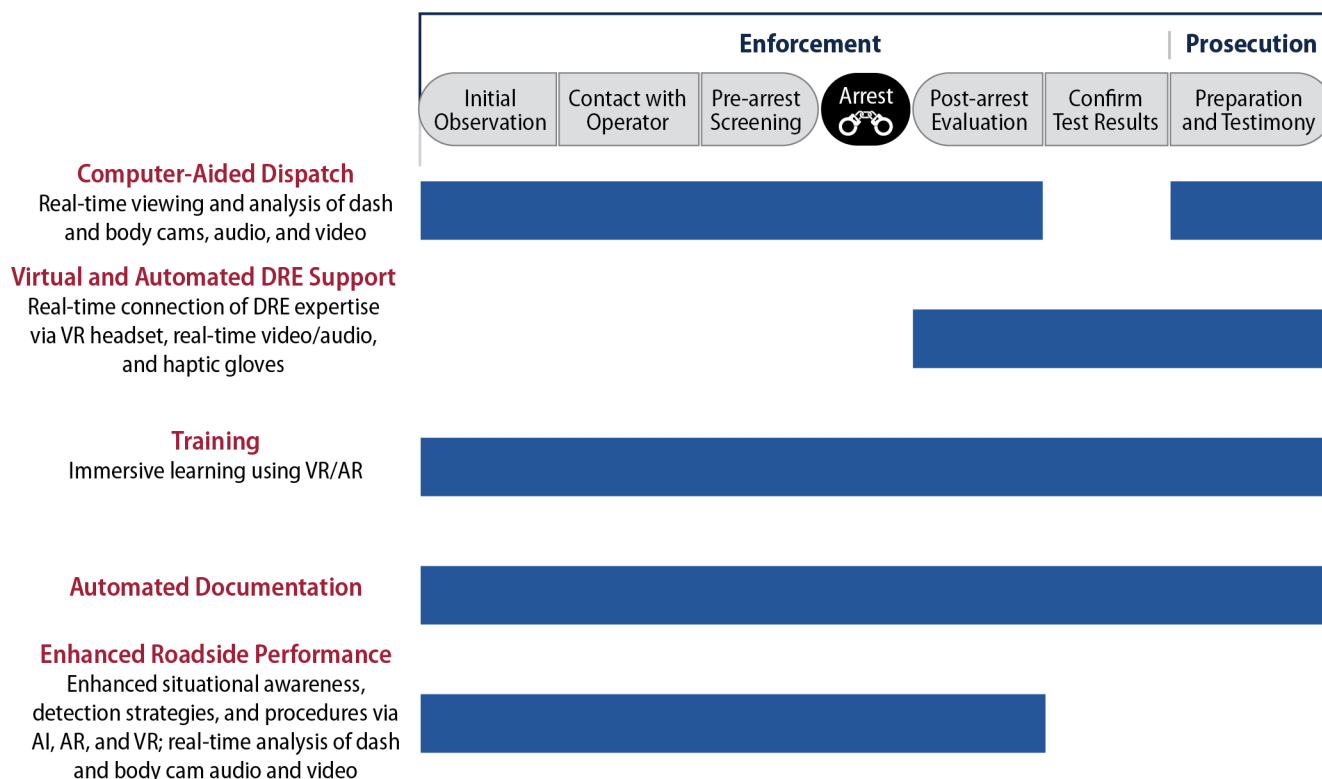 Enforcement
Prosecution
Initial
Observation
Contact with
Operator
Pre-arrest
Screening
Arrest
Post-arrest
Evaluation
Confirm
Test Results
Preparation
and Testimony
Computer-Aided Dispatch
Real-time viewing and analysis of dash
and body cams, audio, and video
Virtual and Automated DRE Support
Real-time connection of DRE expertise
via VR headset, real-time video/audio,
and haptic gloves
Training
Immersive learning using VR/AR
Automated Documentation
Enhanced Roadside Performance
Enhanced situational awareness,
detection strategies, and procedures via
AI, AR, and VR; real-time analysis of dash
and body cam audio and video